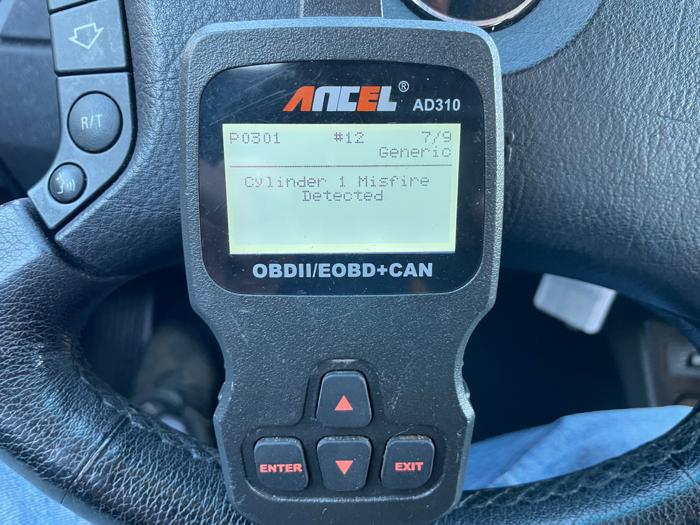 R/T
ANCEL® AD310
P0301 #12 7/9
Generic
Cylinder 1 Misfire
Detected
OBDII/EOBD+CAN
ENTER EXIT